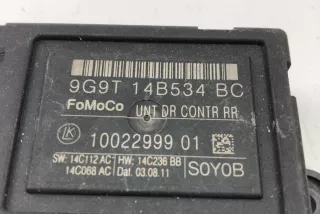 9G9T 14B534 BC
FoMoCo UNT DR CONTR RR
LK 10022999 01
SW: 14C112 AC HW: 14C236 BB
14C068 AC Dat. 03.08.11
S0Y0B